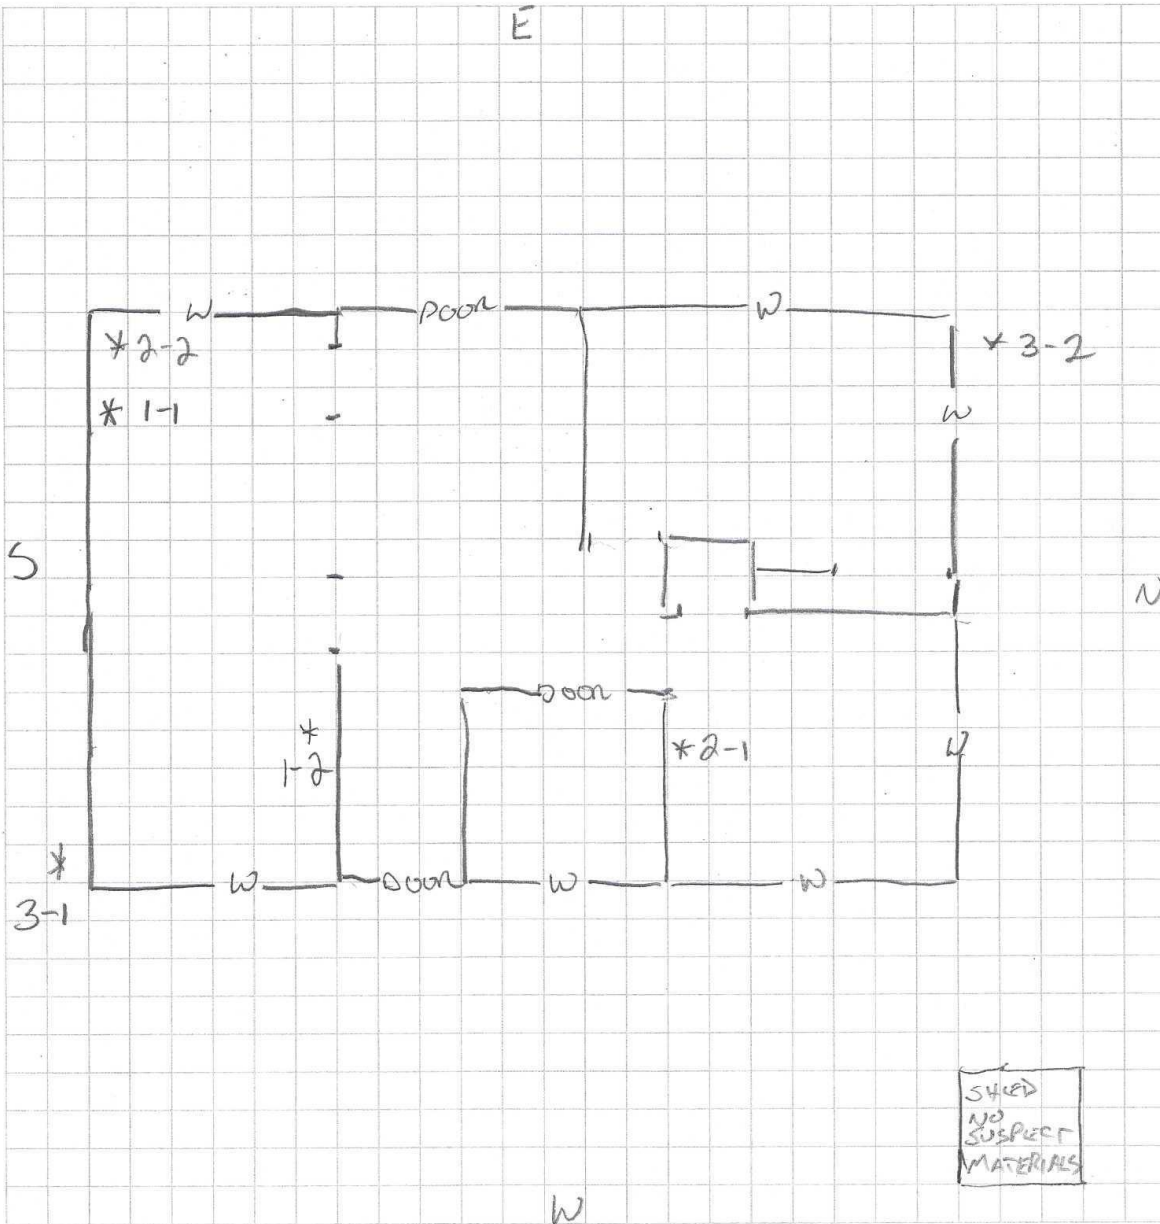 E
W
DOOR
W
* 2-2
* 3-2
* 1-1
W
S
N
DOOR
*
1-2
* 2-1
W
*
3-1
W
DOOR
W
W
SHED
NO
SUSPECT
MATERIALS
W